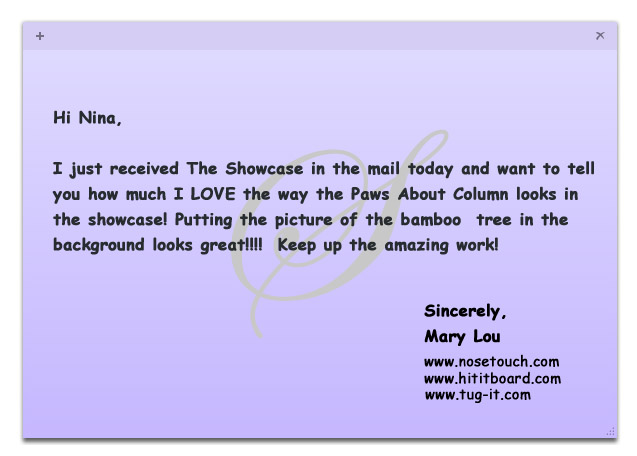 Hi Nina,
I just received The Showcase in the mail today and want to tell
you how much I LOVE the way the Paws About Column looks in
the showcase! Putting the picture of the bamboo  tree in the
background looks great!!!!  Keep up the amazing work!
S
Sincerely,
Mary Lou
www.nosetouch.com
www.hititboard.com
www.tug-it.com